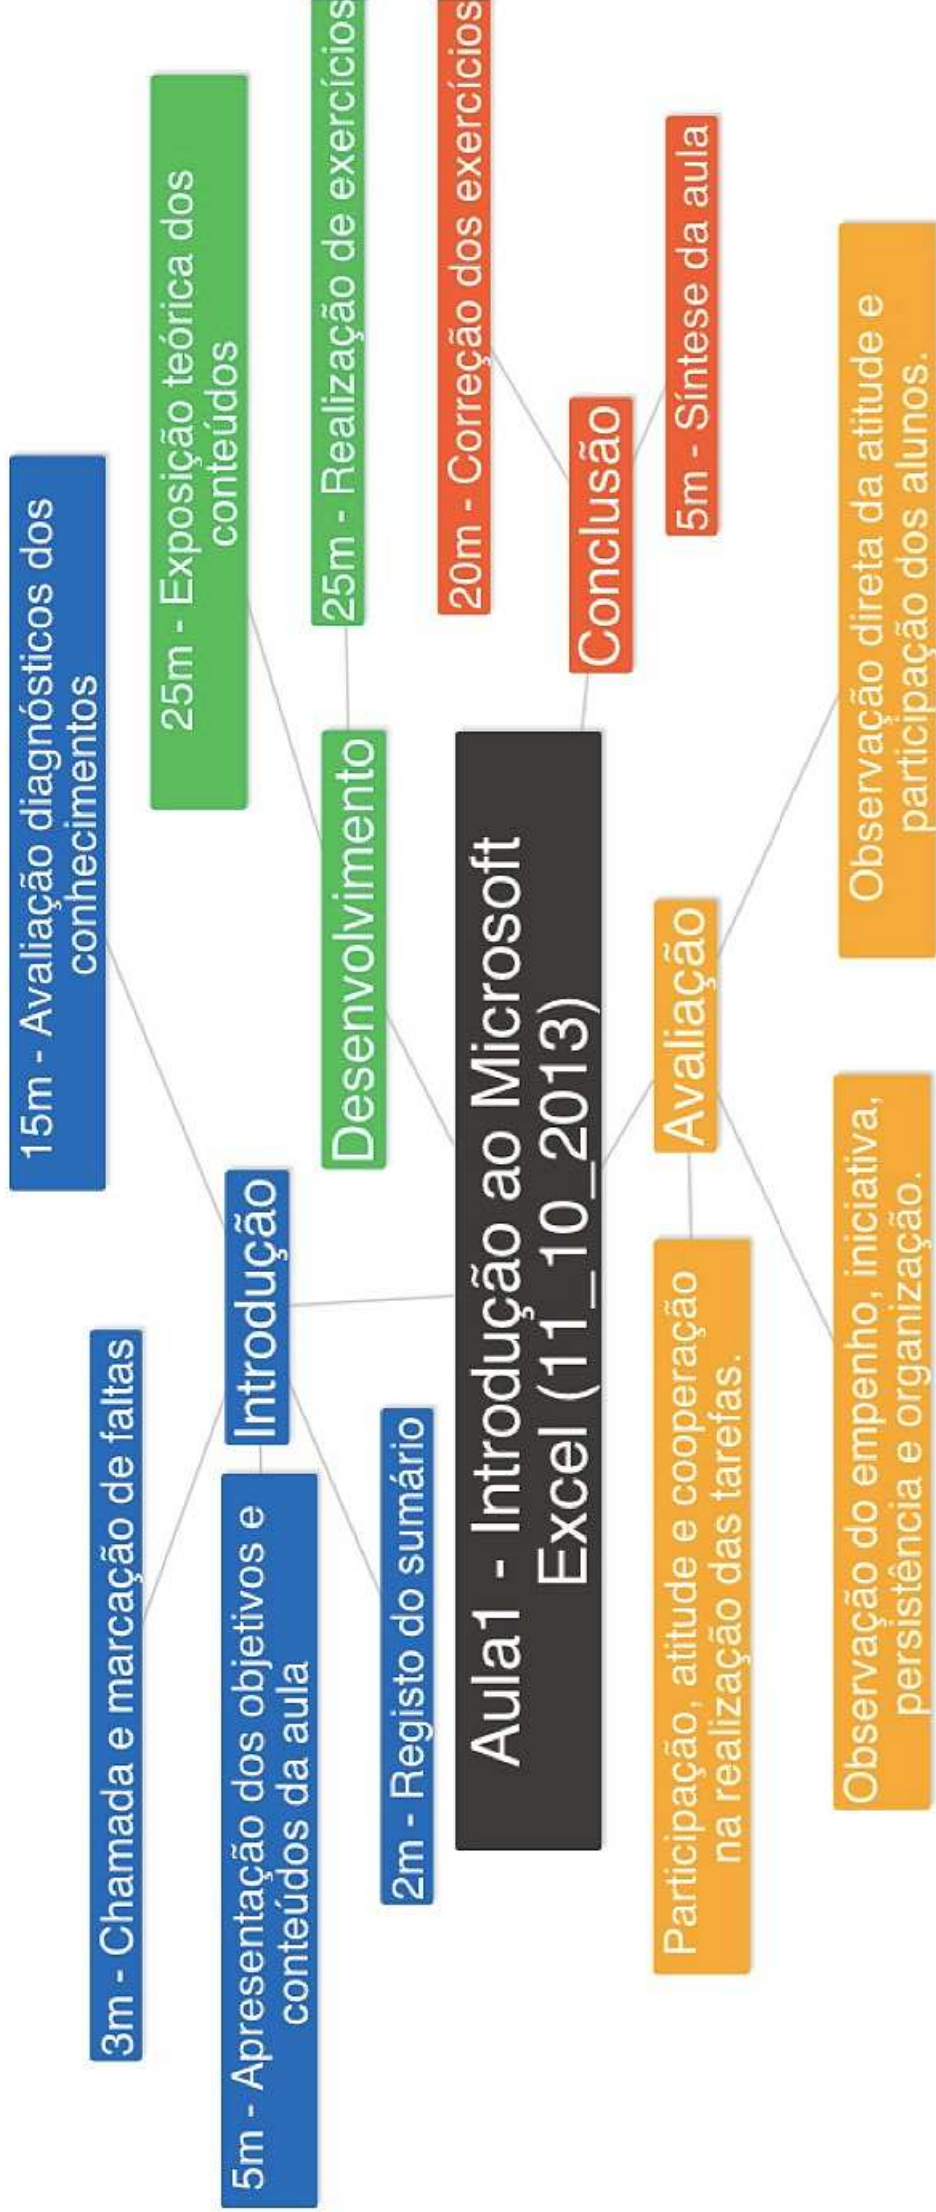 15m - Avaliação diagnósticos dos
conhecimentos
3m - Chamada e marcação de faltas
Introdução
5m - Apresentação dos objetivos e
conteúdos da aula
2m - Registo do sumário
25m - Exposição teórica dos
conteúdos
Desenvolvimento
25m - Realização de exercícios
Aula1 - Introdução ao Microsoft
Excel (11_10_2013)
20m - Correção dos exercícios
Conclusão
5m - Síntese da aula
Avaliação
Participação, atitude e cooperação
na realização das tarefas.
Observação do empenho, iniciativa,
persistência e organização.
Observação direta da atitude e
participação dos alunos.